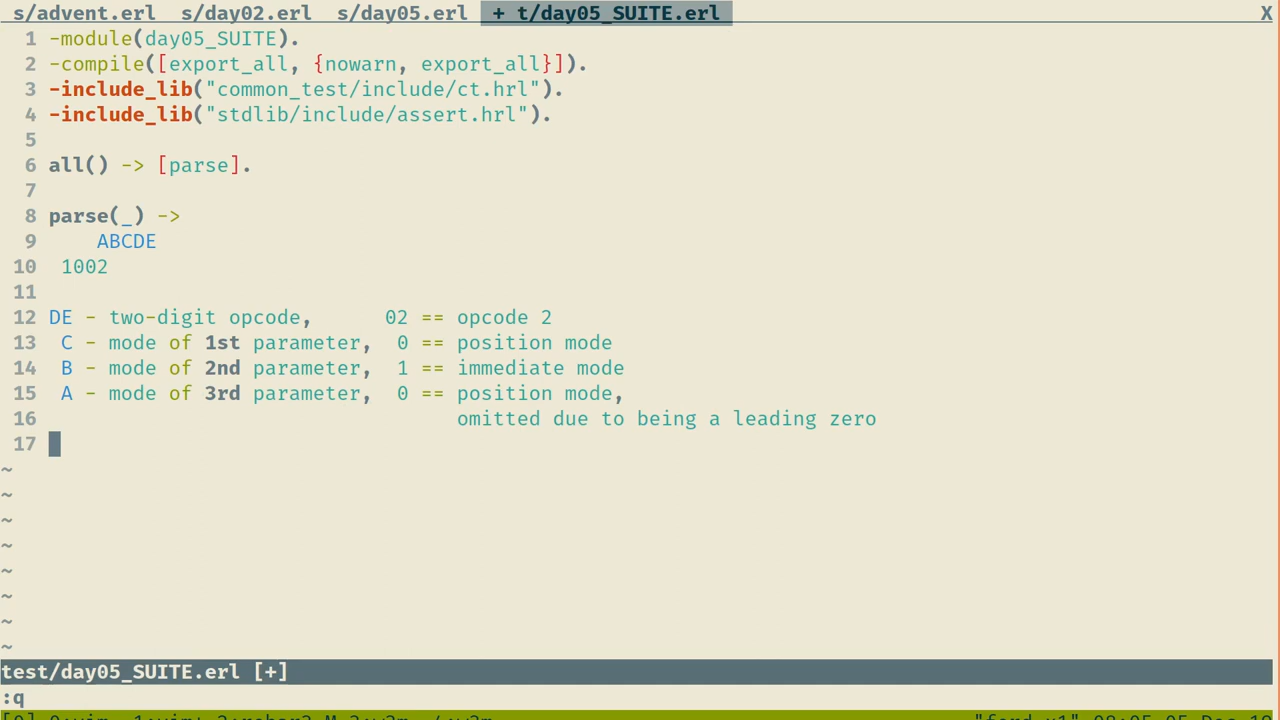 s/advent.erl s/day02.erl s/day05.erl + t/day05_SUITE.erl X
1 -module(day05_SUITE).
2 -compile([export_all, {nowarn, export_all}]).
3 -include_lib("common_test/include/ct.hrl").
4 -include_lib("stdlib/include/assert.hrl").
5
6 all() -> [parse].
7
8 parse(_) ->
9     ABCDE
10  1002
11
12 DE - two-digit opcode,      02 == opcode 2
13  C - mode of 1st parameter,  0 == position mode
14  B - mode of 2nd parameter,  1 == immediate mode
15  A - mode of 3rd parameter,  0 == position mode,
16                                   omitted due to being a leading zero
17
~
~
~
~
~
~
~
~
test/day05_SUITE.erl [+]
:q